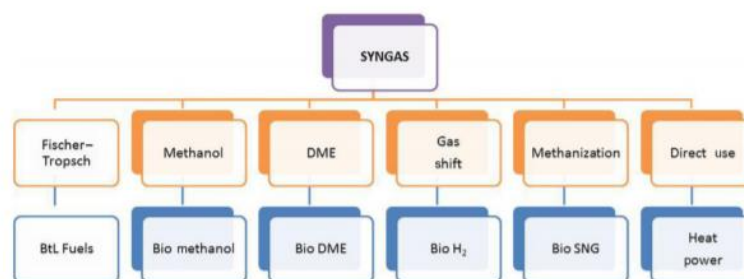 SYNGAS
Fischer–
Tropsch
Methanol
DME
Gas
shift
Methanization
Direct use
BtL Fuels
Bio methanol
Bio DME
Bio H₂
Bio SNG
Heat
power